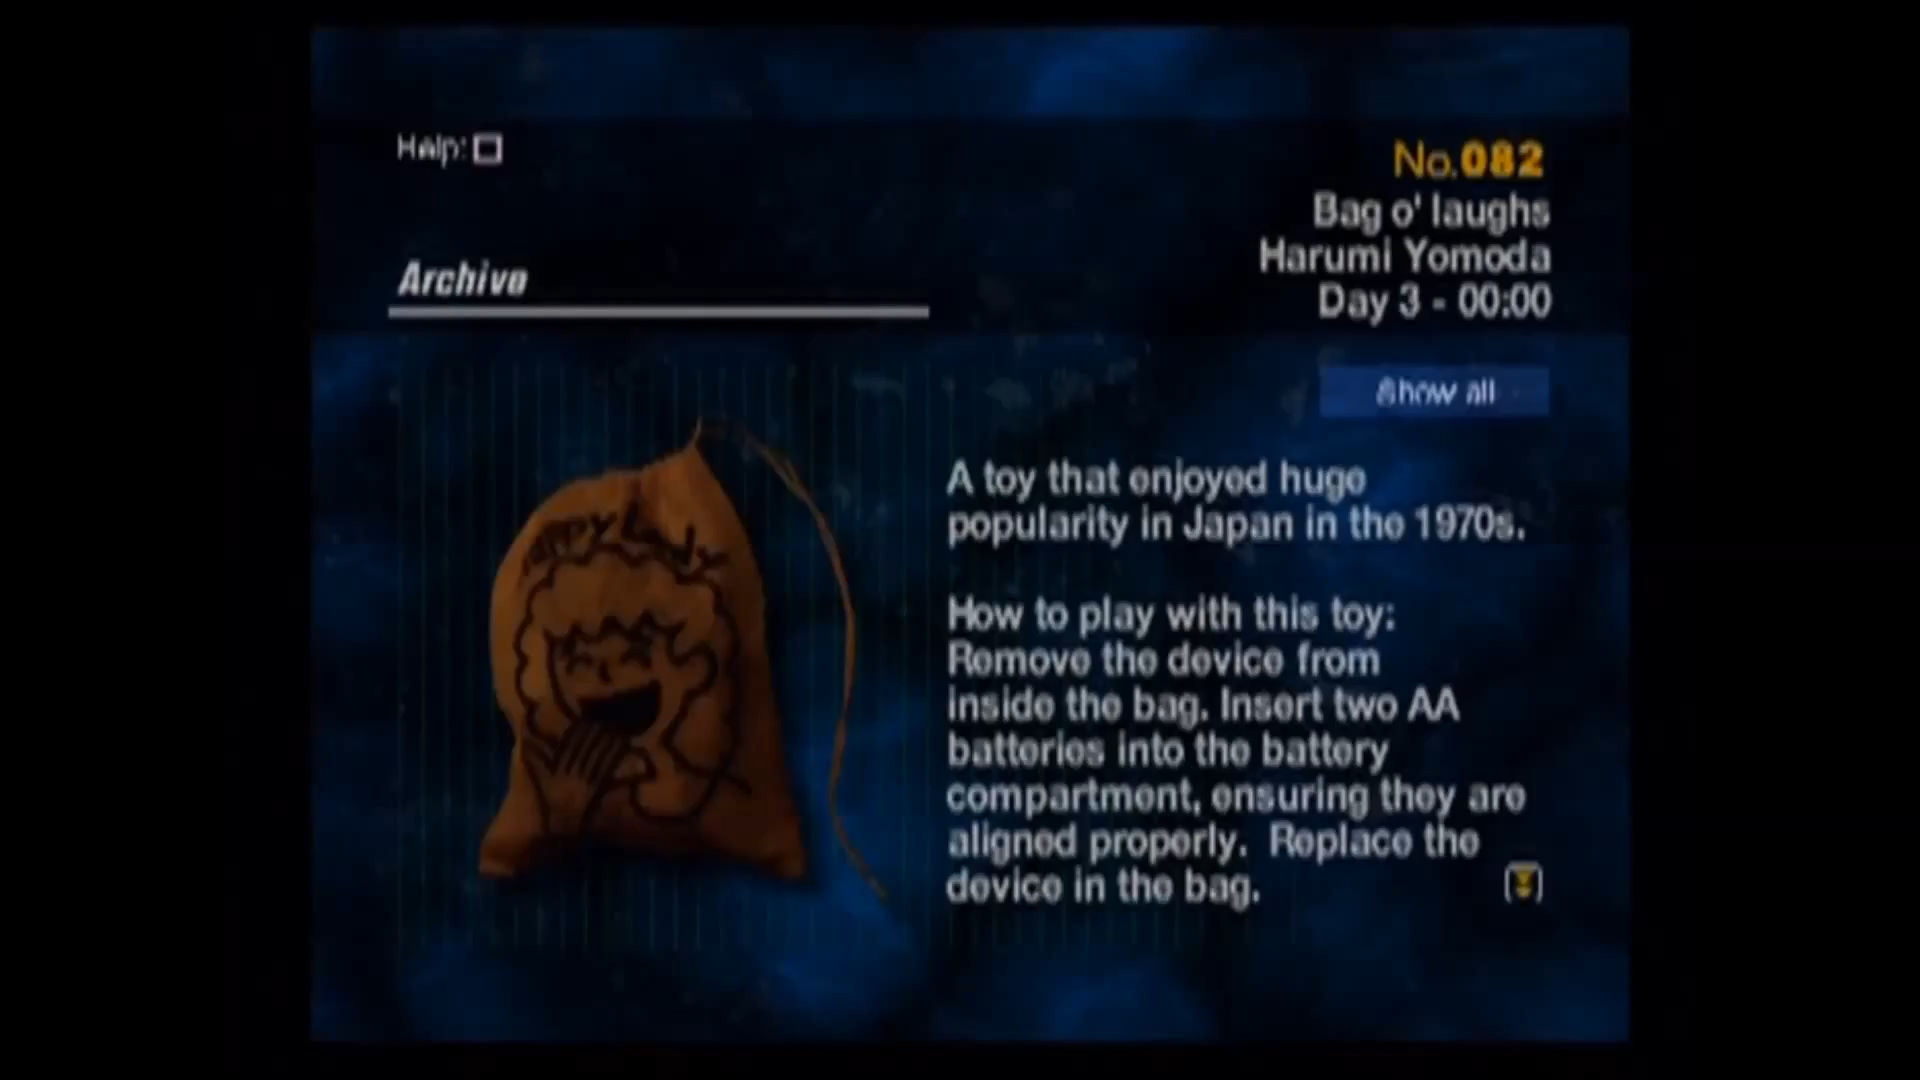 Help:
No.082
Bag o' laughs
Harumi Yomoda
Day 3 - 00:00
Archive
Show all
Happy Lady
A toy that enjoyed huge
popularity in Japan in the 1970s.
How to play with this toy:
Remove the device from
inside the bag. Insert two AA
batteries into the battery
compartment, ensuring they are
aligned properly. Replace the
device in the bag.